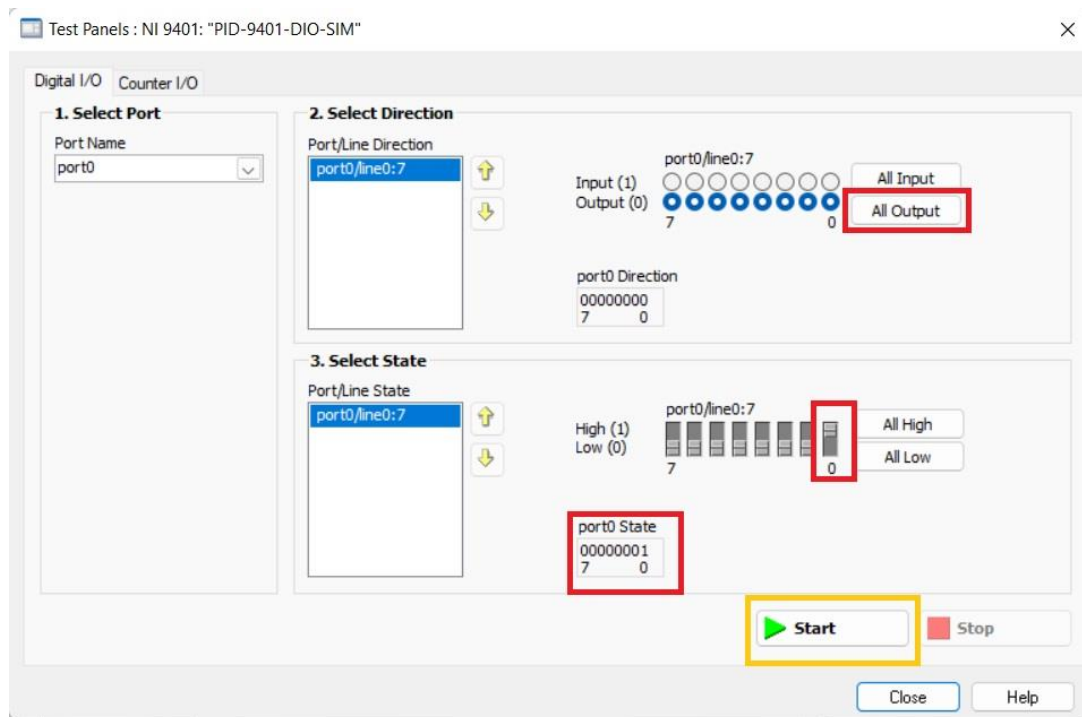 Test Panels : NI 9401: "PID-9401-DIO-SIM"
Digital I/O Counter I/O
1. Select Port
Port Name
port0
2. Select Direction
Port/Line Direction
port0/line0:7
port0/line0:7
Input (1)
Output (0)
7 0
All Input
All Output
port0 Direction
00000000
7 0
3. Select State
Port/Line State
port0/line0:7
port0/line0:7
High (1)
Low (0)
7 0
All High
All Low
port0 State
00000001
7 0
Start Stop
Close Help